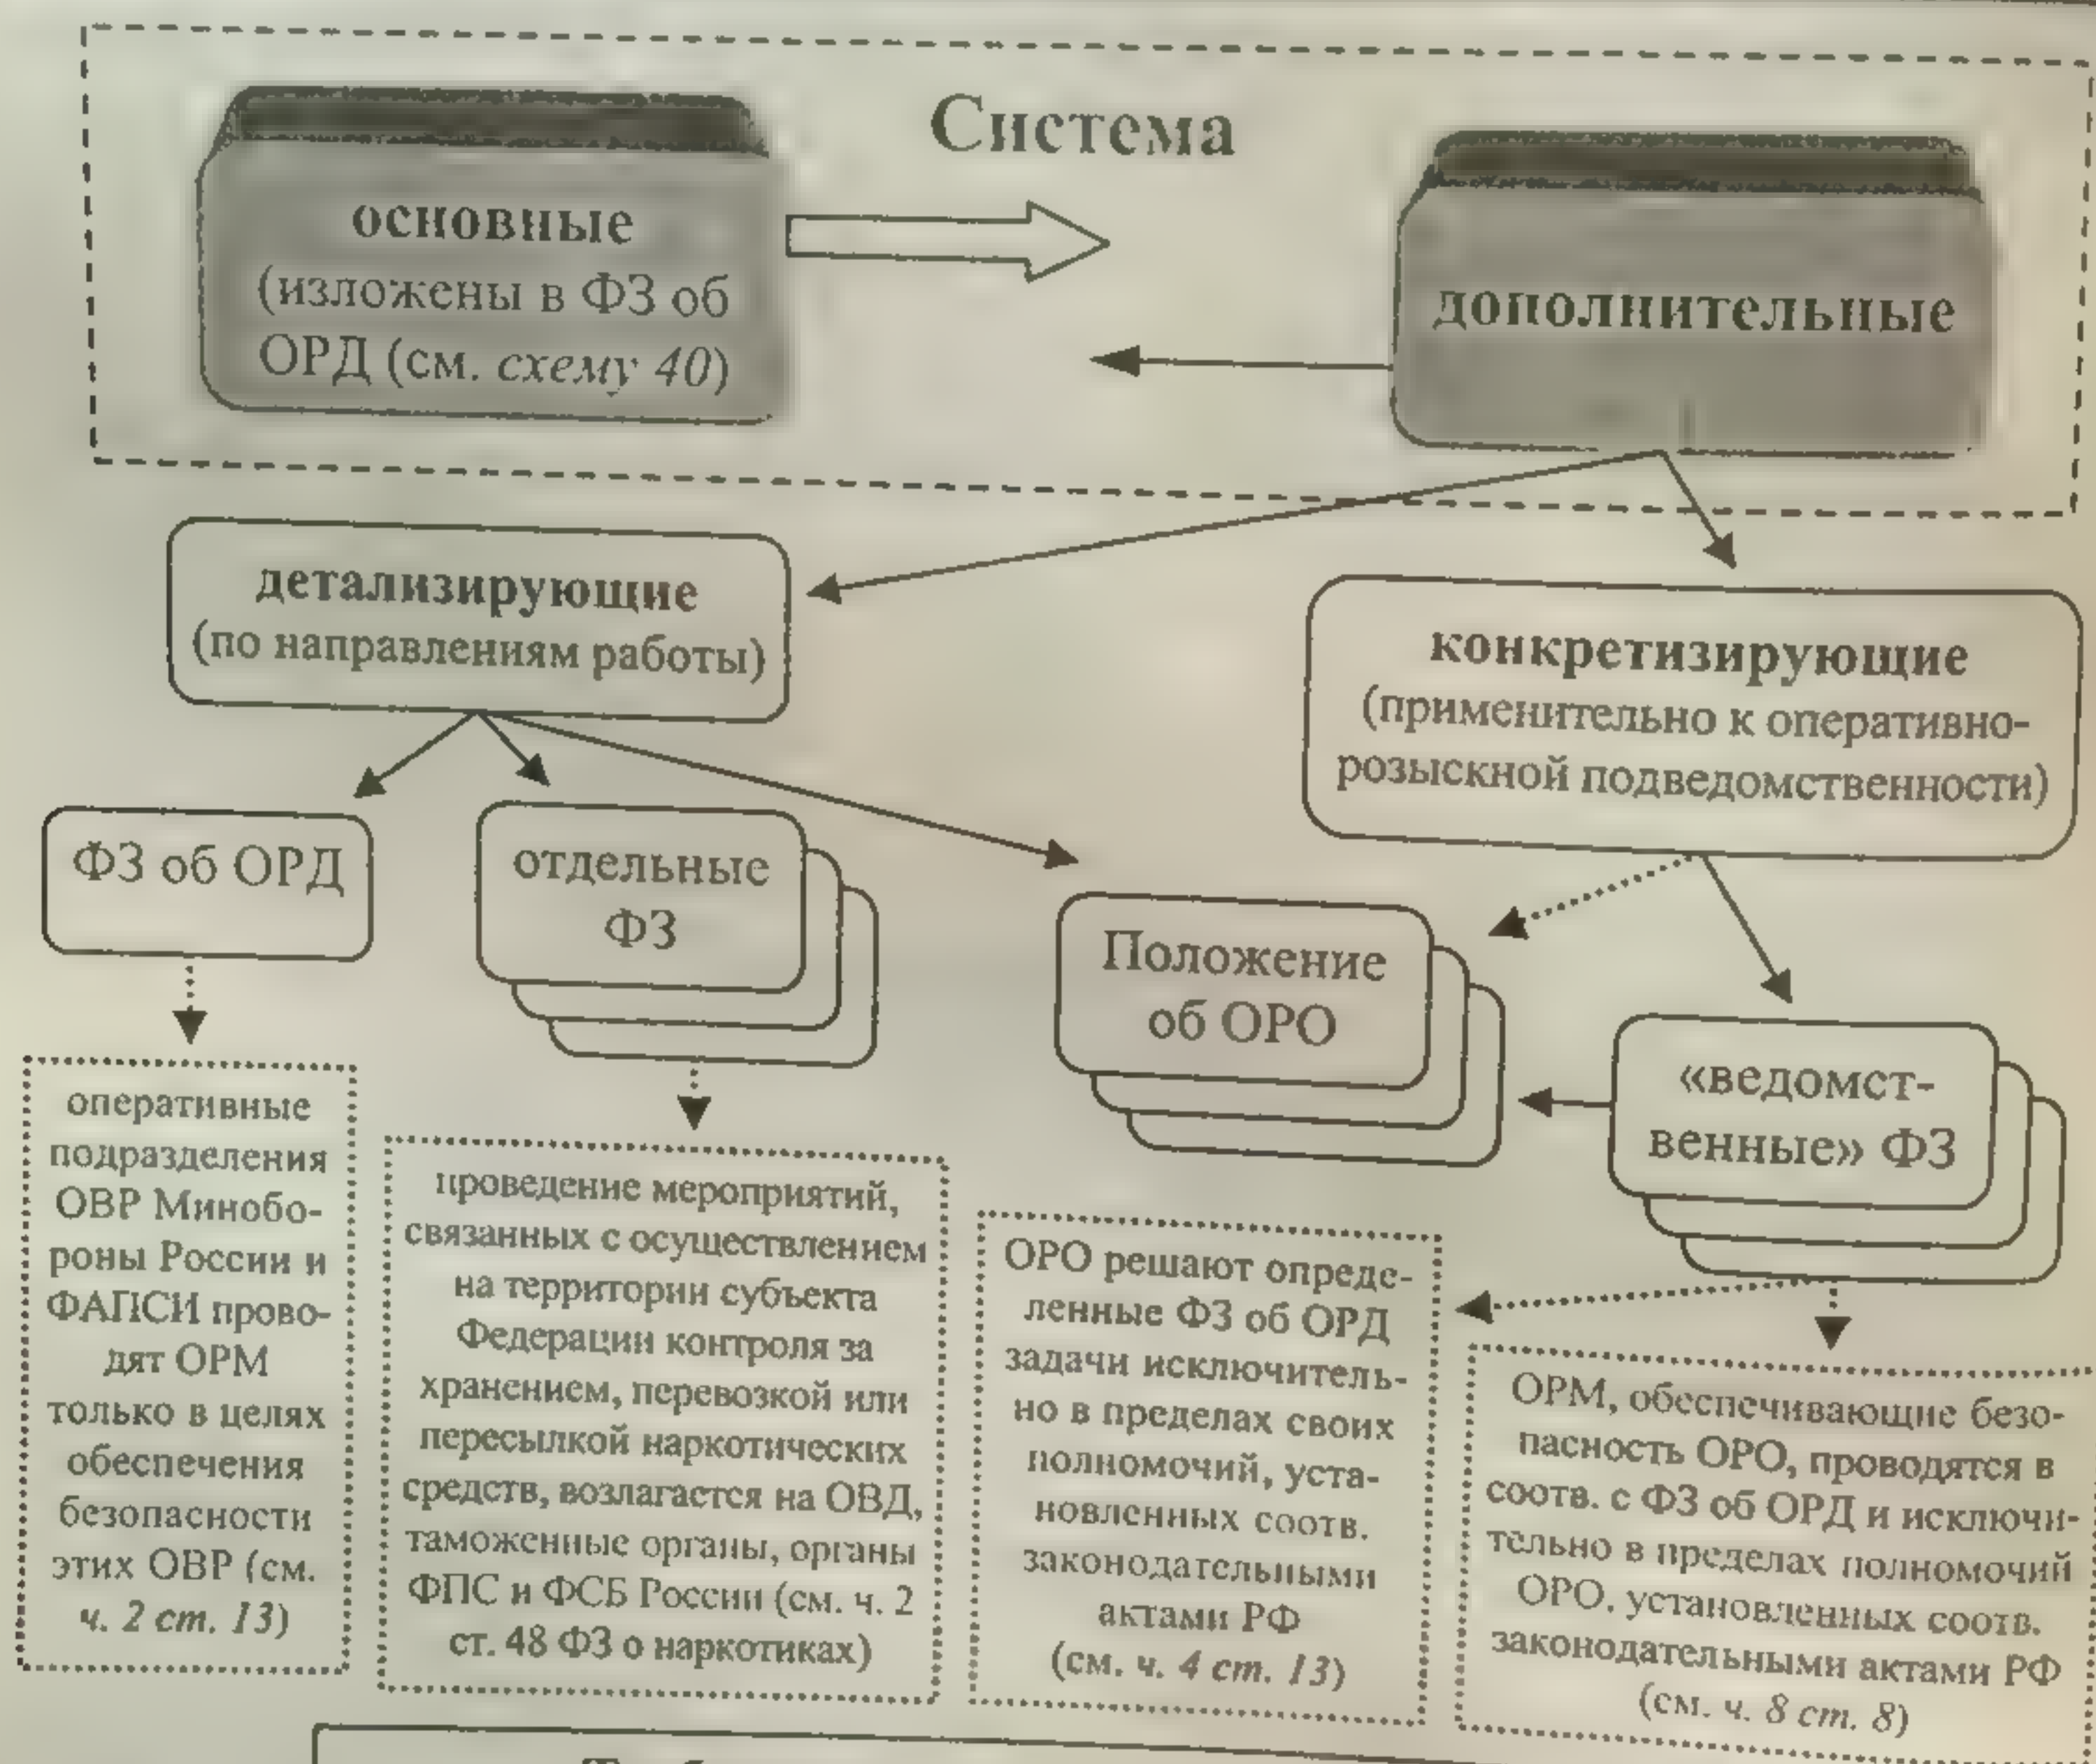 Система
основные
(изложены в ФЗ об
ОРД (см. схему 40)
дополнительные
детализирующие
(по направлениям работы)
конкретизирующие
(применительно к оперативно-
розыскной подведомственности)
ФЗ об ОРД
отдельные
ФЗ
Положение
об ОРО
«ведомст-
венные» ФЗ
оперативные
подразделения
ОВР Минобо-
роны России и
ФАПСИ прово-
дят ОРМ
только в целях
обеспечения
безопасности
этих ОВР (см.
ч. 2 ст. 13)
проведение мероприятий,
связанных с осуществлением
на территории субъекта
Федерации контроля за
хранением, перевозкой или
пересылкой наркотических
средств, возлагается на ОВД,
таможенные органы, органы
ФПС и ФСБ России (см. ч. 2
ст. 48 ФЗ о наркотиках)
ОРО решают опреде-
ленные ФЗ об ОРД
задачи исключитель-
но в пределах своих
полномочий, уста-
новленных соотв.
законодательными
актами РФ
(см. ч. 4 ст. 13)
ОРМ, обеспечивающие безо-
пасность ОРО, проводятся в
соотв. с ФЗ об ОРД и исключи-
тельно в пределах полномочий
ОРО, установленных соотв.
законодательными актами РФ
(см. ч. 8 ст. 8)